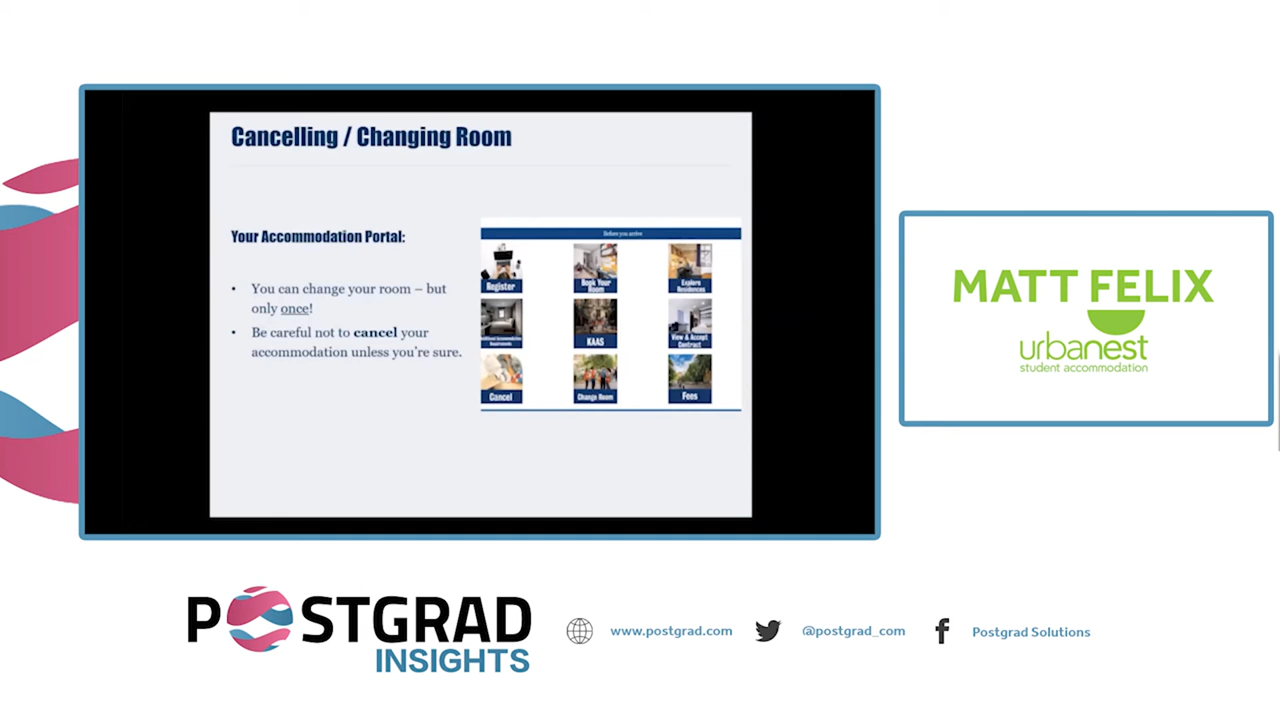 Cancelling / Changing Room
Your Accommodation Portal:
• You can change your room – but
only once!
• Be careful not to cancel your
accommodation unless you're sure.
Before you arrive
Register
Book Your
Room
Explore
Residences
Accommodation
Requirements
KAAS
View & Accept
Contract
Cancel
Change Room
Fees
MATT FELIX
urbanest
student accommodation
POSTGRAD
INSIGHTS
www.postgrad.com
@postgrad_com
Postgrad Solutions